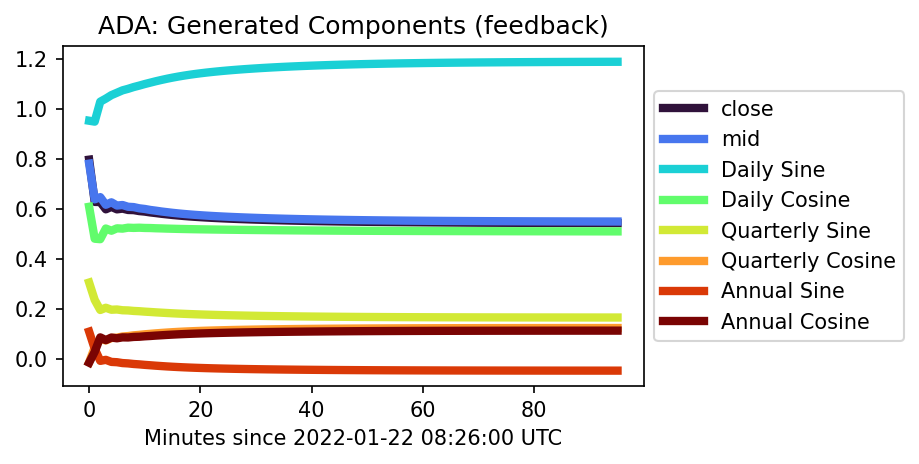 ADA: Generated Components (feedback)
1.2
1.0
0.8
0.6
0.4
0.2
0.0
0
20
40
60
80
Minutes since 2022-01-22 08:26:00 UTC
close
mid
Daily Sine
Daily Cosine
Quarterly Sine
Quarterly Cosine
Annual Sine
Annual Cosine